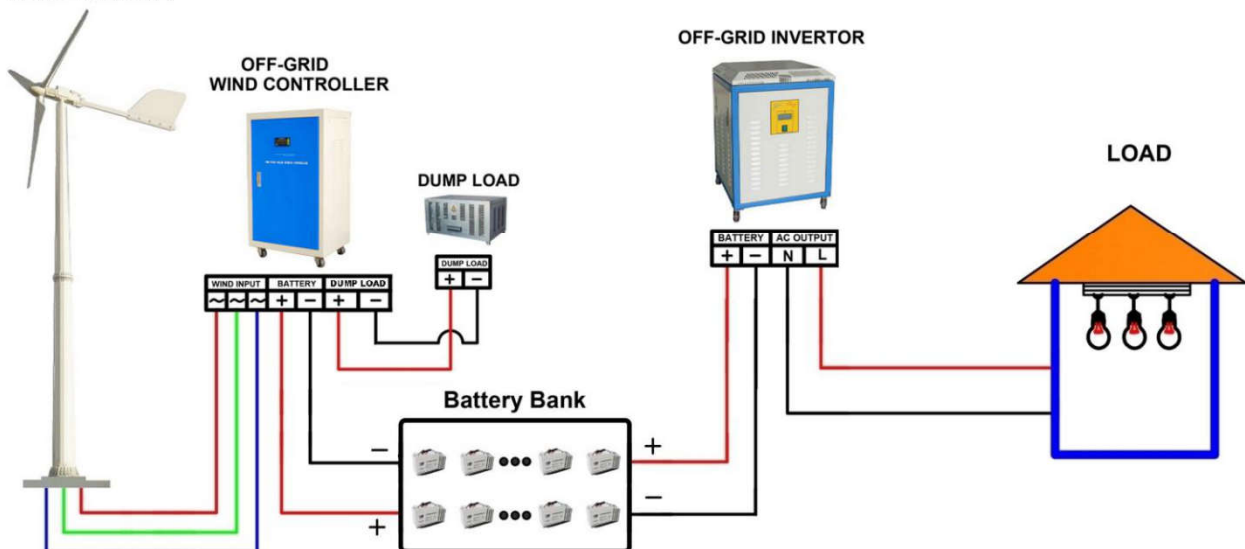 OFF-GRID
WIND CONTROLLER
OFF-GRID INVERTOR
DUMP LOAD
LOAD
WIND INPUT BATTERY DUMP LOAD
~ ~ ~ + − + −
DUMP LOAD
+ −
BATTERY AC OUTPUT
+ − N L
Battery Bank
− +
+ −